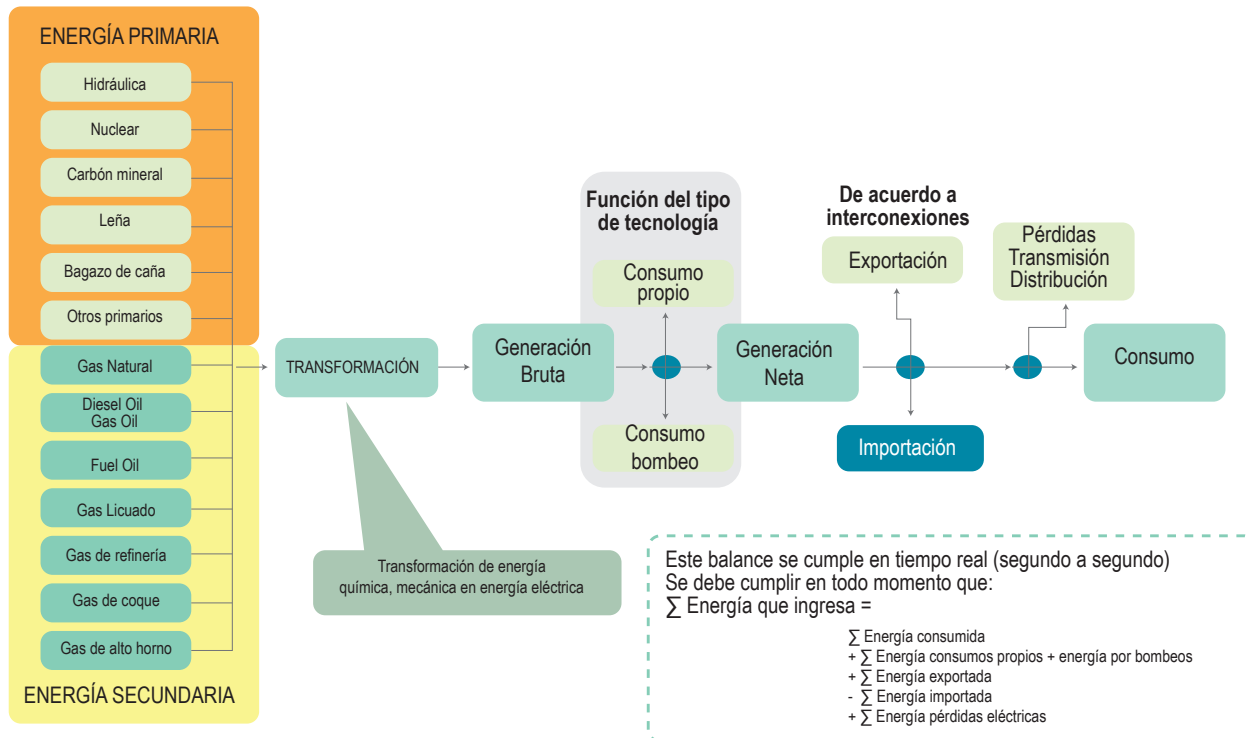 ENERGÍA PRIMARIA
Hidráulica
Nuclear
Carbón mineral
Leña
Bagazo de caña
Otros primarios
Gas Natural
Diesel Oil
Gas Oil
Fuel Oil
Gas Licuado
Gas de refinería
Gas de coque
Gas de alto horno
ENERGÍA SECUNDARIA
TRANSFORMACIÓN
Transformación de energía
química, mecánica en energía eléctrica
Generación
Bruta
Función del tipo
de tecnología
Consumo
propio
Consumo
bombeo
Generación
Neta
De acuerdo a
interconexiones
Exportación
Importación
Pérdidas
Transmisión
Distribución
Consumo
Este balance se cumple en tiempo real (segundo a segundo)
Se debe cumplir en todo momento que:
∑ Energía que ingresa =
∑ Energía consumida
+ ∑ Energía consumos propios + energía por bombeos
+ ∑ Energía exportada
- ∑ Energía importada
+ ∑ Energía pérdidas eléctricas